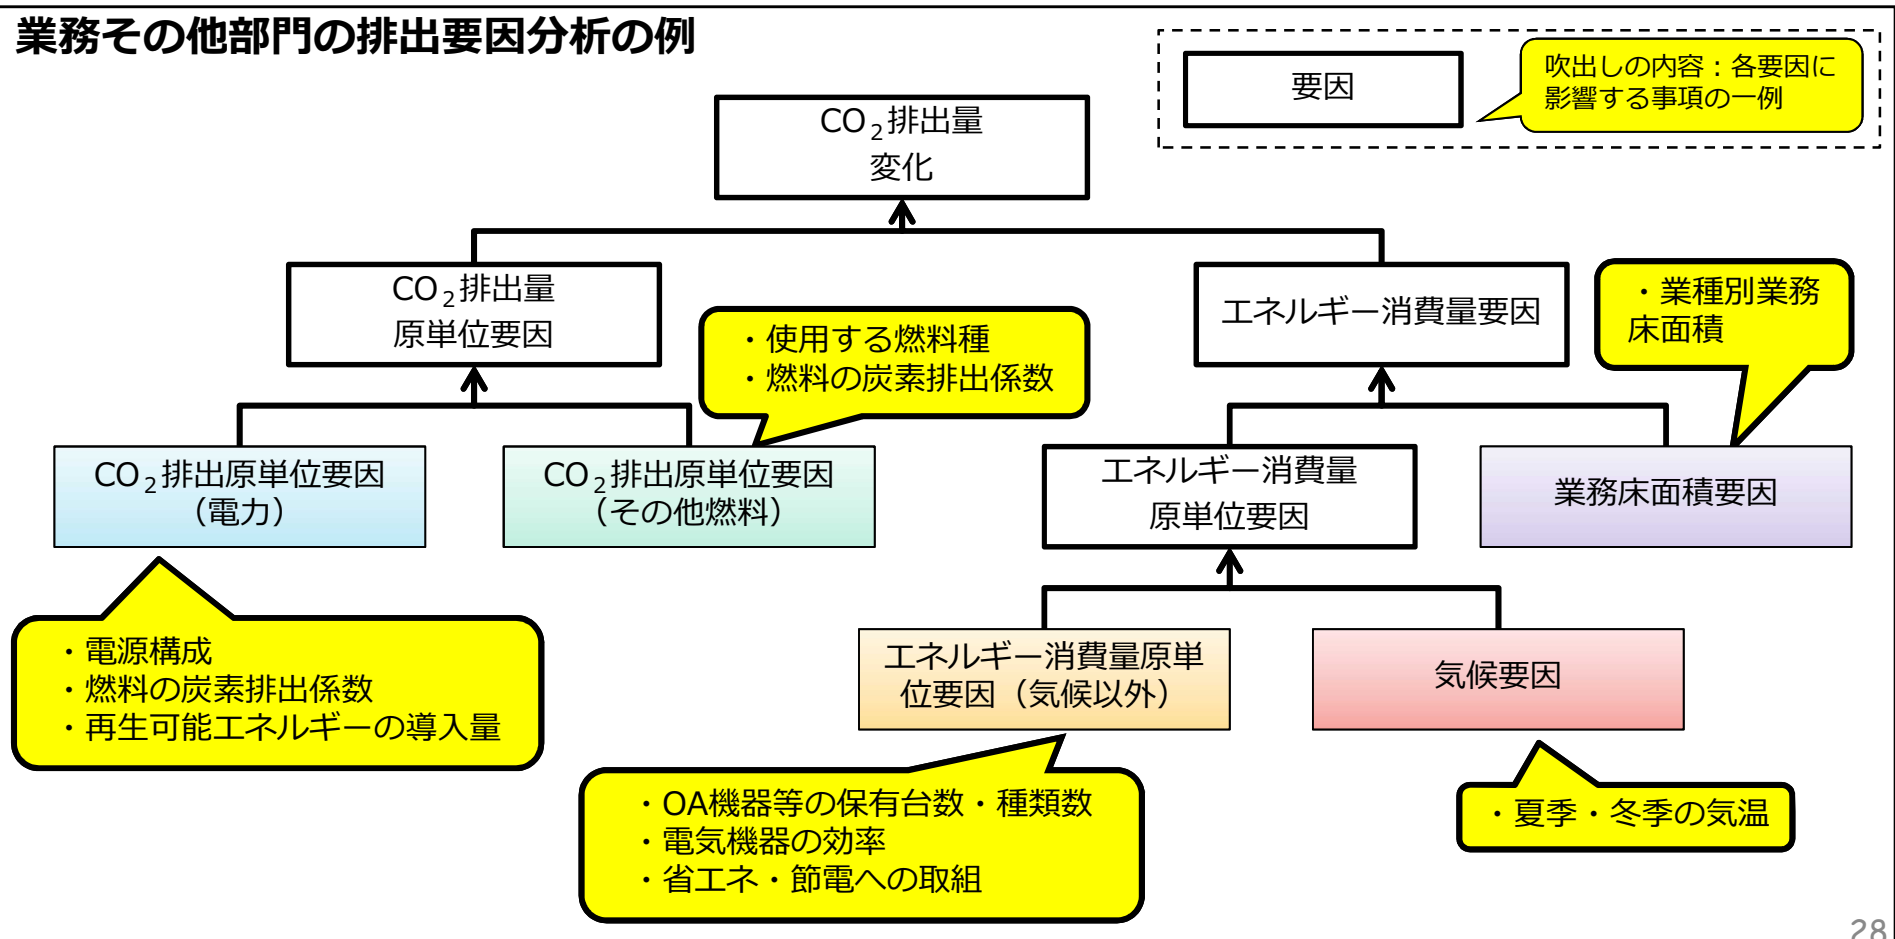 業務その他部門の排出要因分析の例
要因
吹出しの内容：各要因に
影響する事項の一例
CO2排出量
変化
CO2排出量
原単位要因
エネルギー消費量要因
・業種別業務
床面積
・使用する燃料種
・燃料の炭素排出係数
CO2排出原単位要因
（電力）
CO2排出原単位要因
（その他燃料）
エネルギー消費量
原単位要因
業務床面積要因
・電源構成
・燃料の炭素排出係数
・再生可能エネルギーの導入量
エネルギー消費量原単
位要因（気候以外）
気候要因
・OA機器等の保有台数・種類数
・電気機器の効率
・省エネ・節電への取組
・夏季・冬季の気温
28